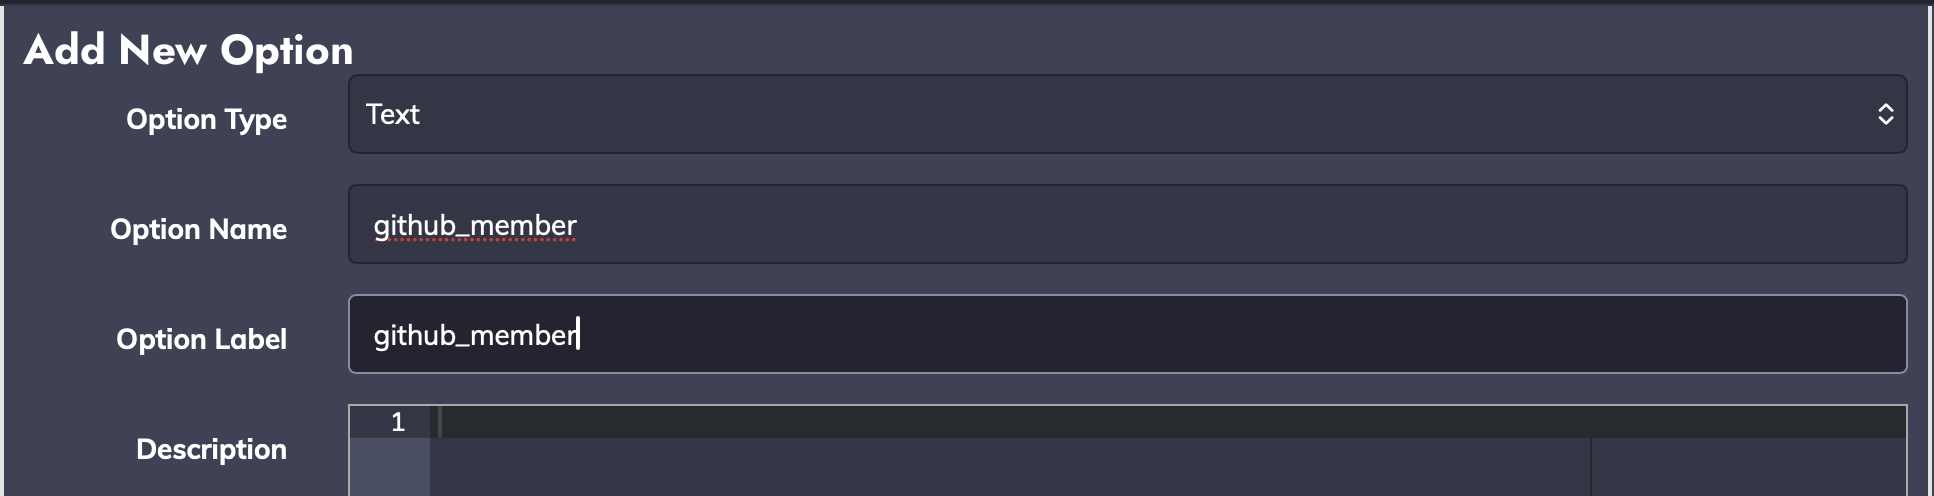 Add New Option
Option Type
Text
Option Name
github_member
Option Label
github_member
Description
1